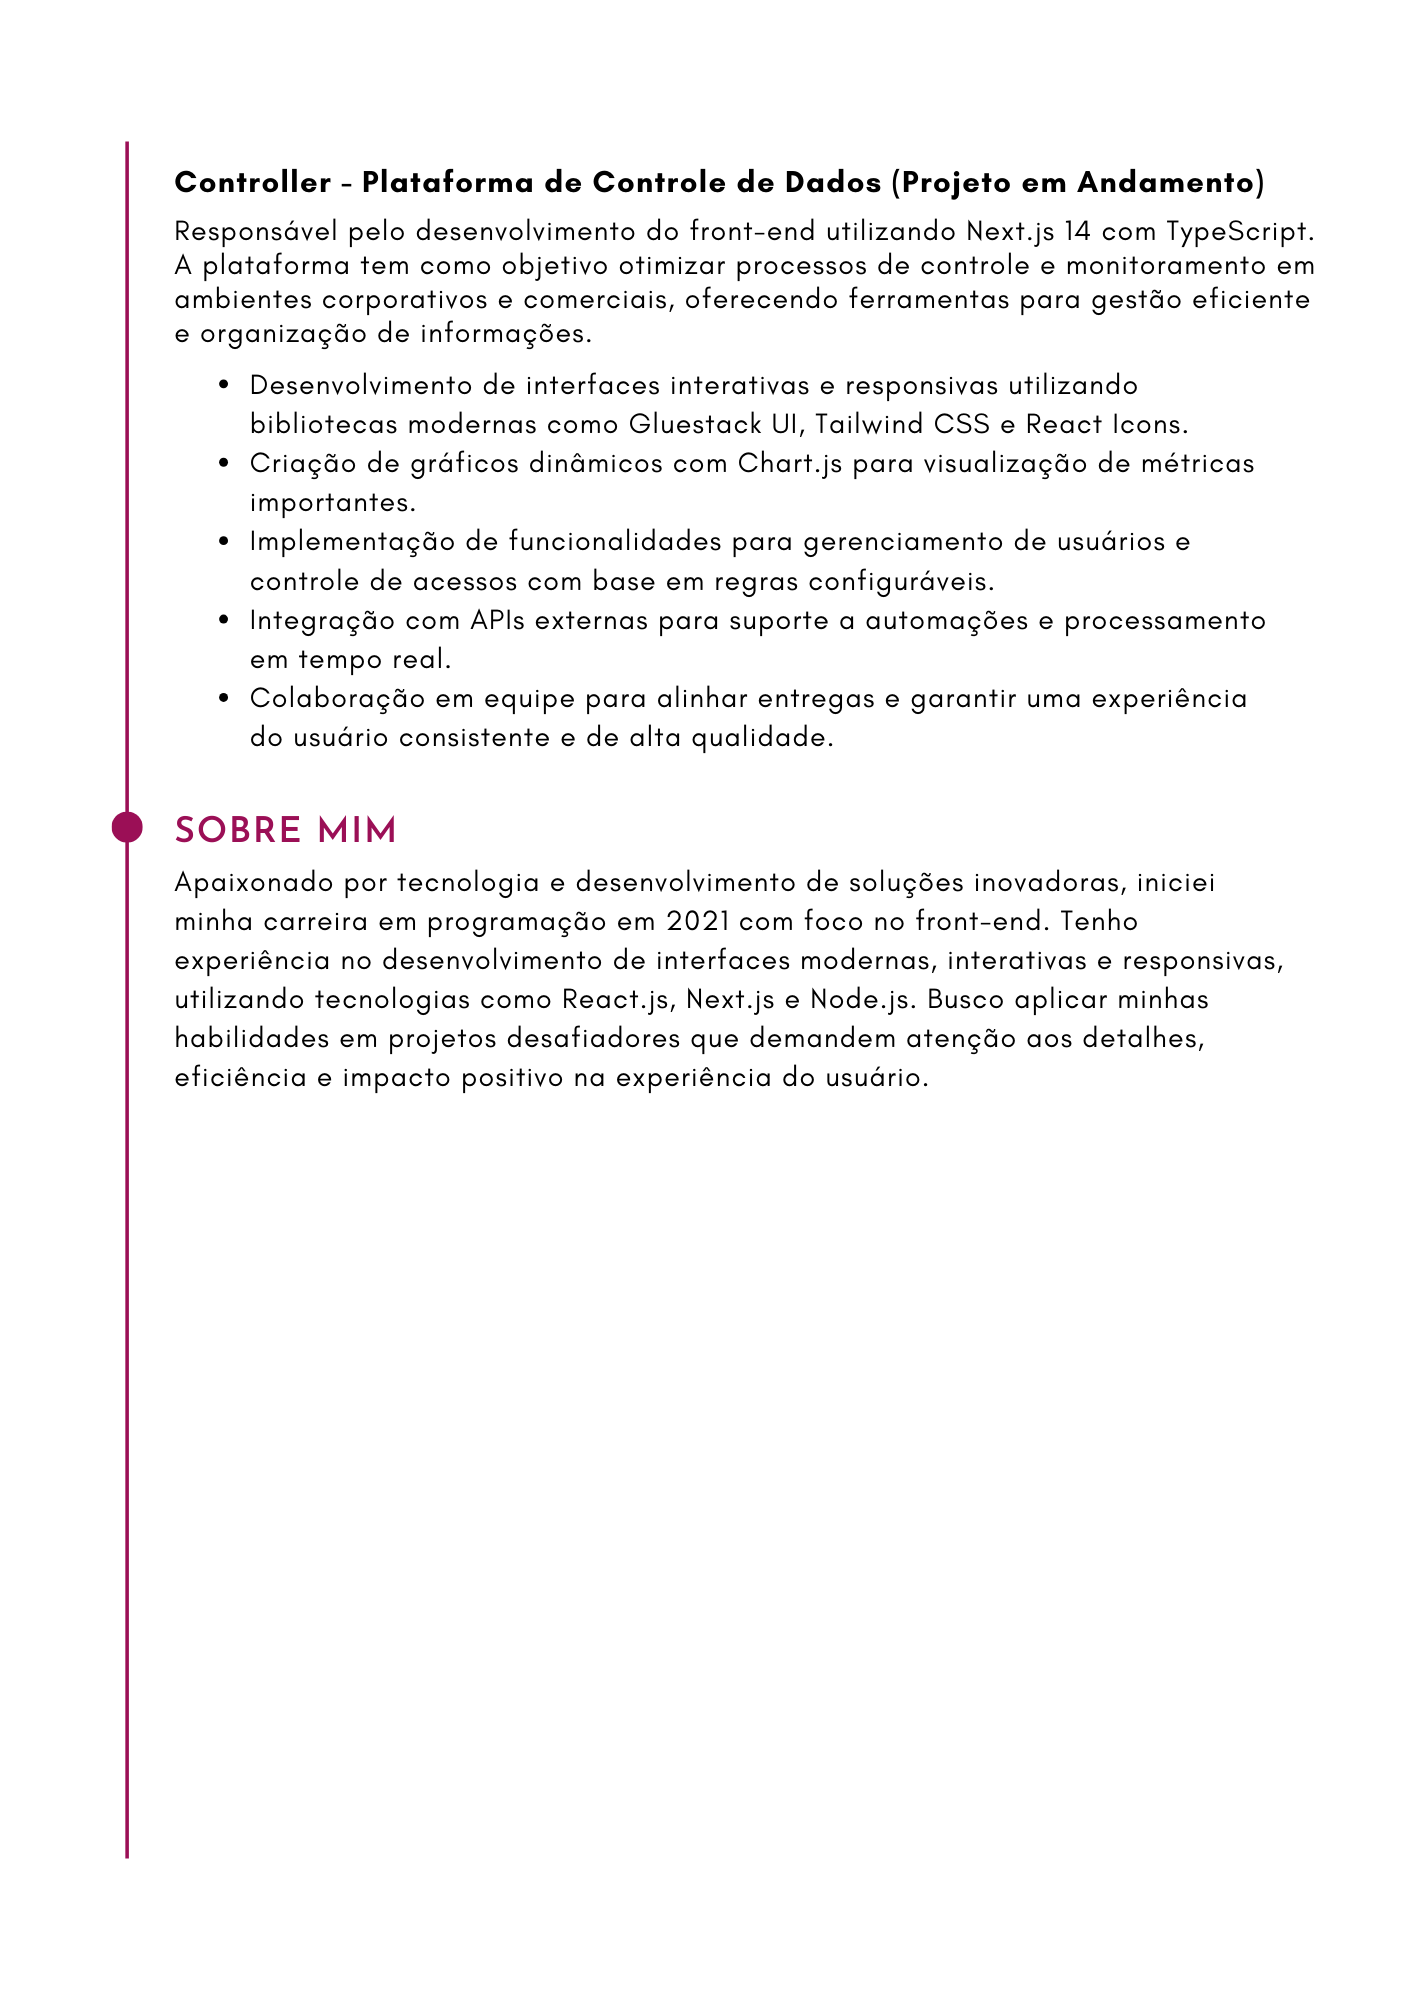 Controller - Plataforma de Controle de Dados (Projeto em Andamento)
Responsável pelo desenvolvimento do front-end utilizando Next.js 14 com TypeScript.
A plataforma tem como objetivo otimizar processos de controle e monitoramento em
ambientes corporativos e comerciais, oferecendo ferramentas para gestão eficiente
e organização de informações.
• Desenvolvimento de interfaces interativas e responsivas utilizando
bibliotecas modernas como Gluestack UI, Tailwind CSS e React Icons.
• Criação de gráficos dinâmicos com Chart.js para visualização de métricas
importantes.
• Implementação de funcionalidades para gerenciamento de usuários e
controle de acessos com base em regras configuráveis.
• Integração com APIs externas para suporte a automações e processamento
em tempo real.
• Colaboração em equipe para alinhar entregas e garantir uma experiência
do usuário consistente e de alta qualidade.
SOBRE MIM
Apaixonado por tecnologia e desenvolvimento de soluções inovadoras, iniciei
minha carreira em programação em 2021 com foco no front-end. Tenho
experiência no desenvolvimento de interfaces modernas, interativas e responsivas,
utilizando tecnologias como React.js, Next.js e Node.js. Busco aplicar minhas
habilidades em projetos desafiadores que demandem atenção aos detalhes,
eficiência e impacto positivo na experiência do usuário.